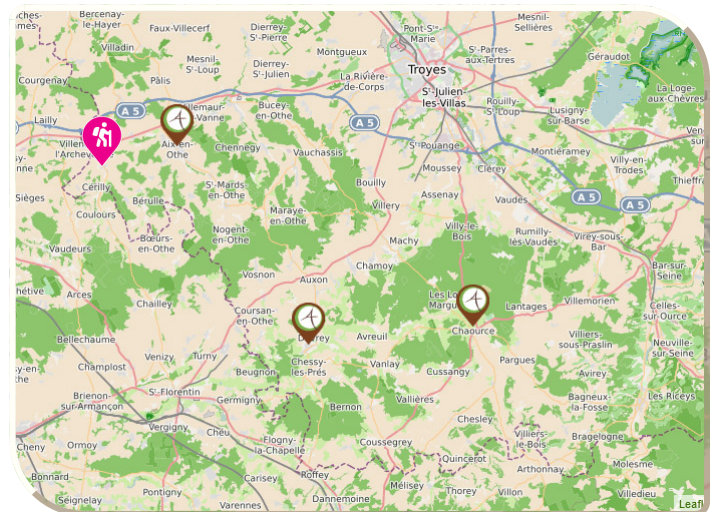 Bercenay-
le-Hayer
Faux-Villecerf
Dierrey-
St-Pierre
Pont-Ste
Marie
Mesnil-
Sellières
Villadin
Montgueux
St-Parres-
aux-Tertres
Géraudot
Mesnil-
St-Loup
Dierrey-
St-Julien
La Rivière-
de-Corps
Troyes
Courgenay
Pâlis
St-Julien-
les-Villas
La Loge-
aux-Chèvres
Bucey-
en-Othe
Rouilly-
St-Loup
Lusigny-
sur-Barse
Lailly
A 5
A 5
Aix-en-
Othe
Chennegy
Vauchassis
St-Pouange
Montiéramey
Villy-en-
Trodes
Moussey
Clérey
Cérilly
St-Mards-
en-Othe
Bouilly
Assenay
Vaudes
A 5
A 5
Thieffra
Sièges
Bérulle
Coulours
Maraye-
en-Othe
Villery
Nogent-
en-Othe
Villy-le-
Bois
Rumilly-
lès-Vaudes
Virey-sous-
Bar
Bœurs-
en-Othe
Machy
Vaudeurs
Vosnon
Chamoy
Auxon
Bar-sur-
Seine
Arces
Chailley
Coursan-
en-Othe
Lantages
Villemorien
Celles-
sur-Ource
Chaource
Bellechaume
Avreuil
Villiers-
sous-Praslin
Neuville-
sur-Seine
Venizy
Turny
Chessy-
les-Prés
Vanlay
Pargues
Champlost
Beugnon
Cussangy
Avirey
Brienon-
sur-Armançon
St-Florentin
Germigny
Bernon
Vallières
Bagneux-
la-Fosse
Les Riceys
Vergigny
Chéu
Chesley
Villiers-
le-Bois
Bragelogne
Cheny
Ormoy
Flogny-
la-Chapelle
Coussegrey
Quincerot
Molesme
Bonnard
Roffey
Arthonnay
Carisey
Mélisey
Thorey
Villon
Villedieu
Seignelay
Pontigny
Varennes
Dannemoine
Leafl